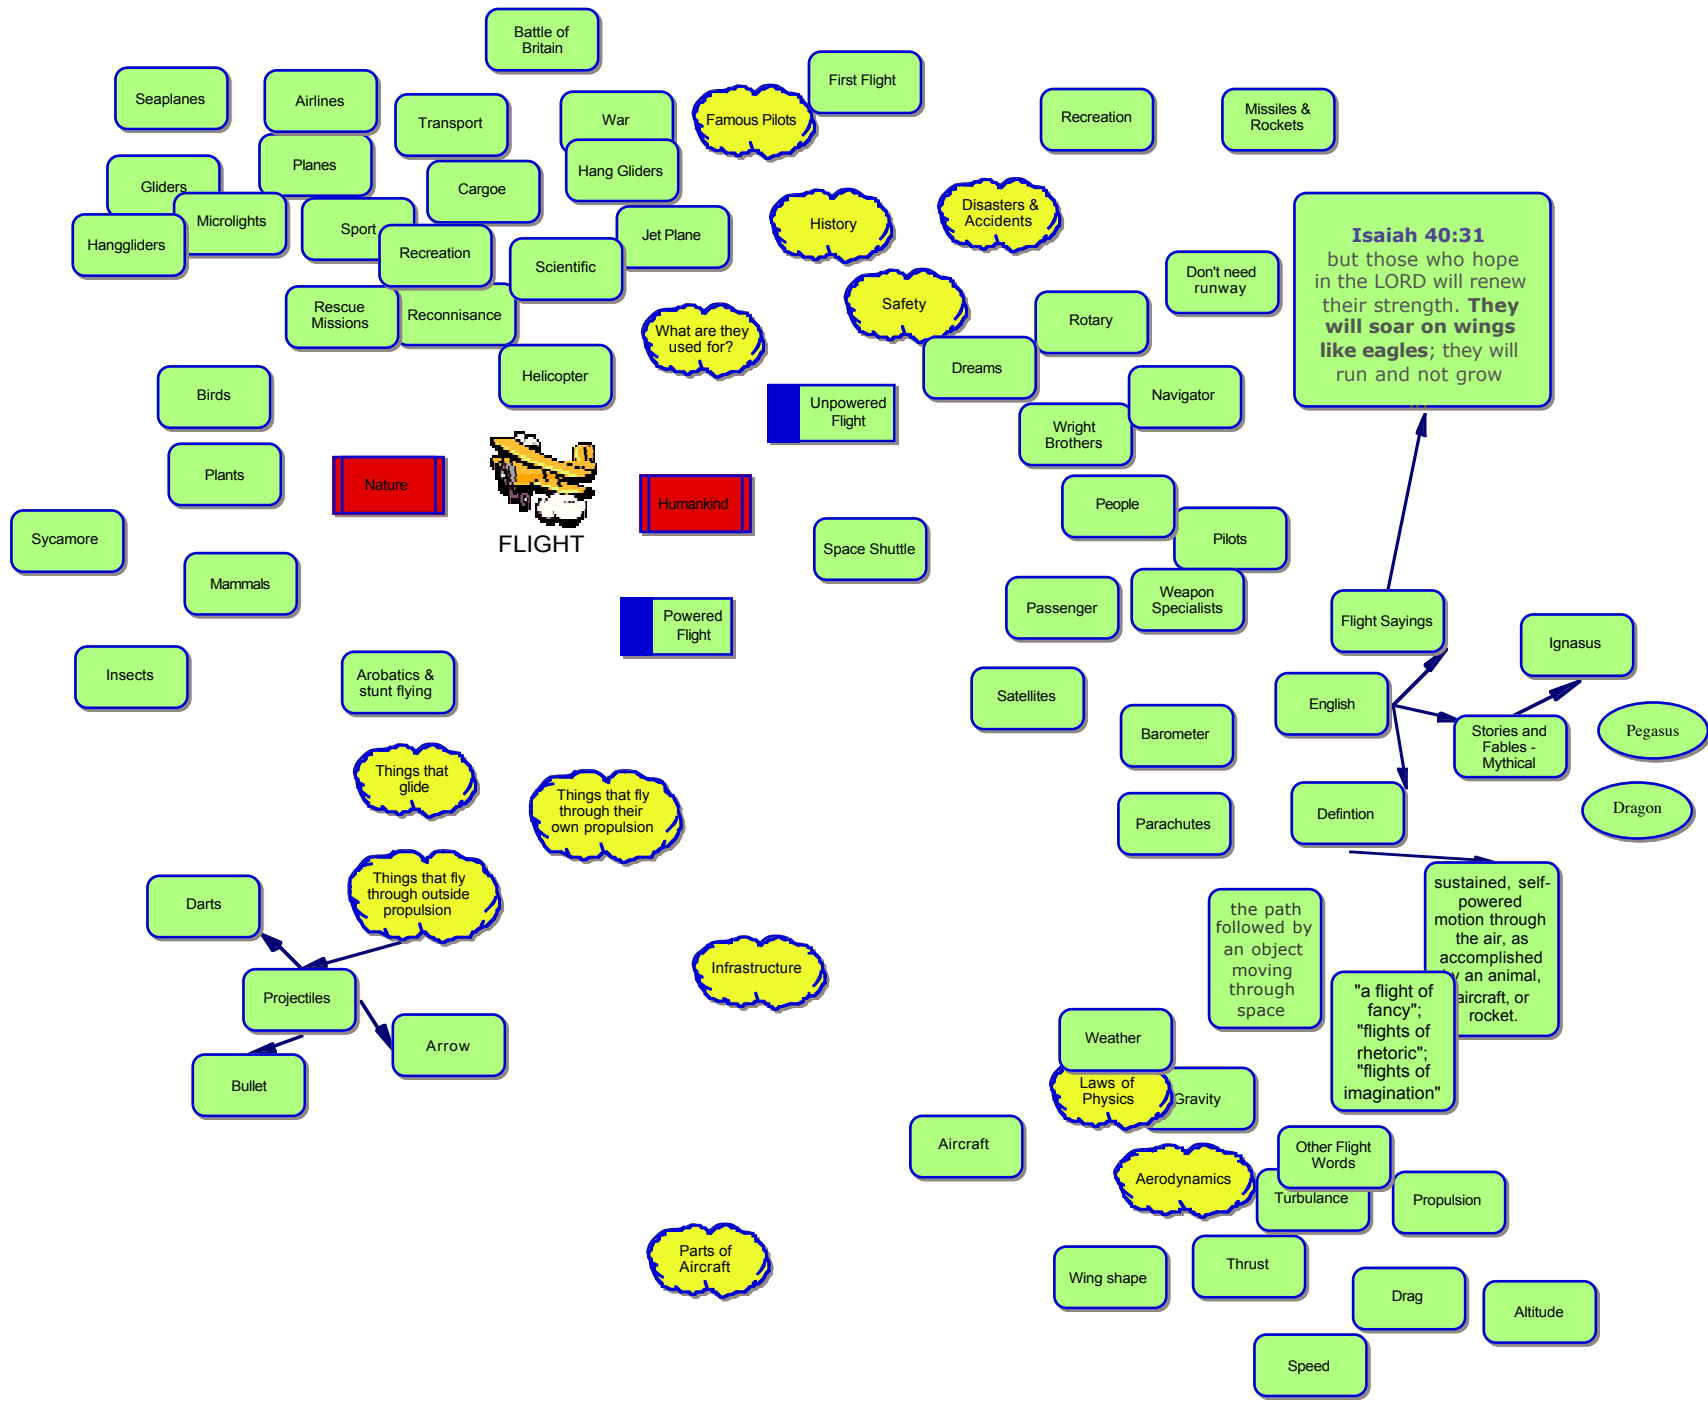 Battle of
Britain
First Flight
Seaplanes
Airlines
Transport
War
Famous Pilots
Recreation
Missiles &
Rockets
Planes
Hang Gliders
Gliders
Cargoe
Microlights
Sport
Hanggliders
Recreation
Scientific
Jet Plane
History
Disasters &
Accidents
Isaiah 40:31
but those who hope
in the LORD will renew
their strength. They
will soar on wings
like eagles; they will
run and not grow
Don't need
runway
Rescue
Missions
Reconnisance
What are they
used for?
Safety
Rotary
Dreams
Helicopter
Birds
Unpowered
Flight
Navigator
Wright
Brothers
Plants
Nature
FLIGHT
Humankind
People
Pilots
Sycamore
Space Shuttle
Mammals
Passenger
Weapon
Specialists
Powered
Flight
Flight Sayings
Ignasus
Insects
Arobatics &
stunt flying
Satellites
English
Barometer
Stories and
Fables -
Mythical
Pegasus
Things that
glide
Things that fly
through their
own propulsion
Parachutes
Defintion
Dragon
Things that fly
through outside
propulsion
Darts
sustained, self-
powered
motion through
the air, as
accomplished
an animal,
aircraft, or
rocket.
the path
followed by
an object
moving
through
space
Infrastructure
Projectiles
"a flight of
fancy";
"flights of
rhetoric";
"flights of
imagination"
Arrow
Bullet
Weather
Laws of
Physics
Gravity
Aircraft
Other Flight
Words
Aerodynamics
Turbulance
Propulsion
Parts of
Aircraft
Wing shape
Thrust
Drag
Altitude
Speed